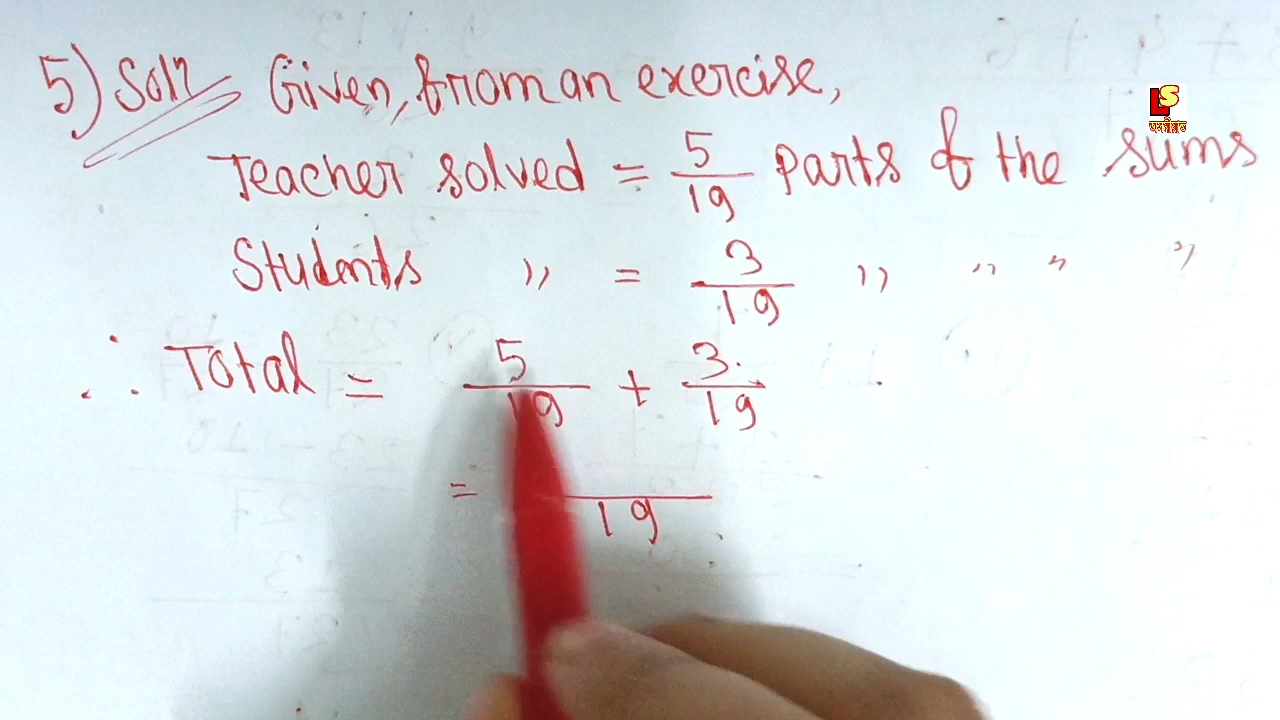 5) Soln Given, from an exercise,
Teacher solved = 5/19 parts of the sums
Students " = 3/19 " " " "
∴ Total = 5/19 + 3/19
= /19
LS